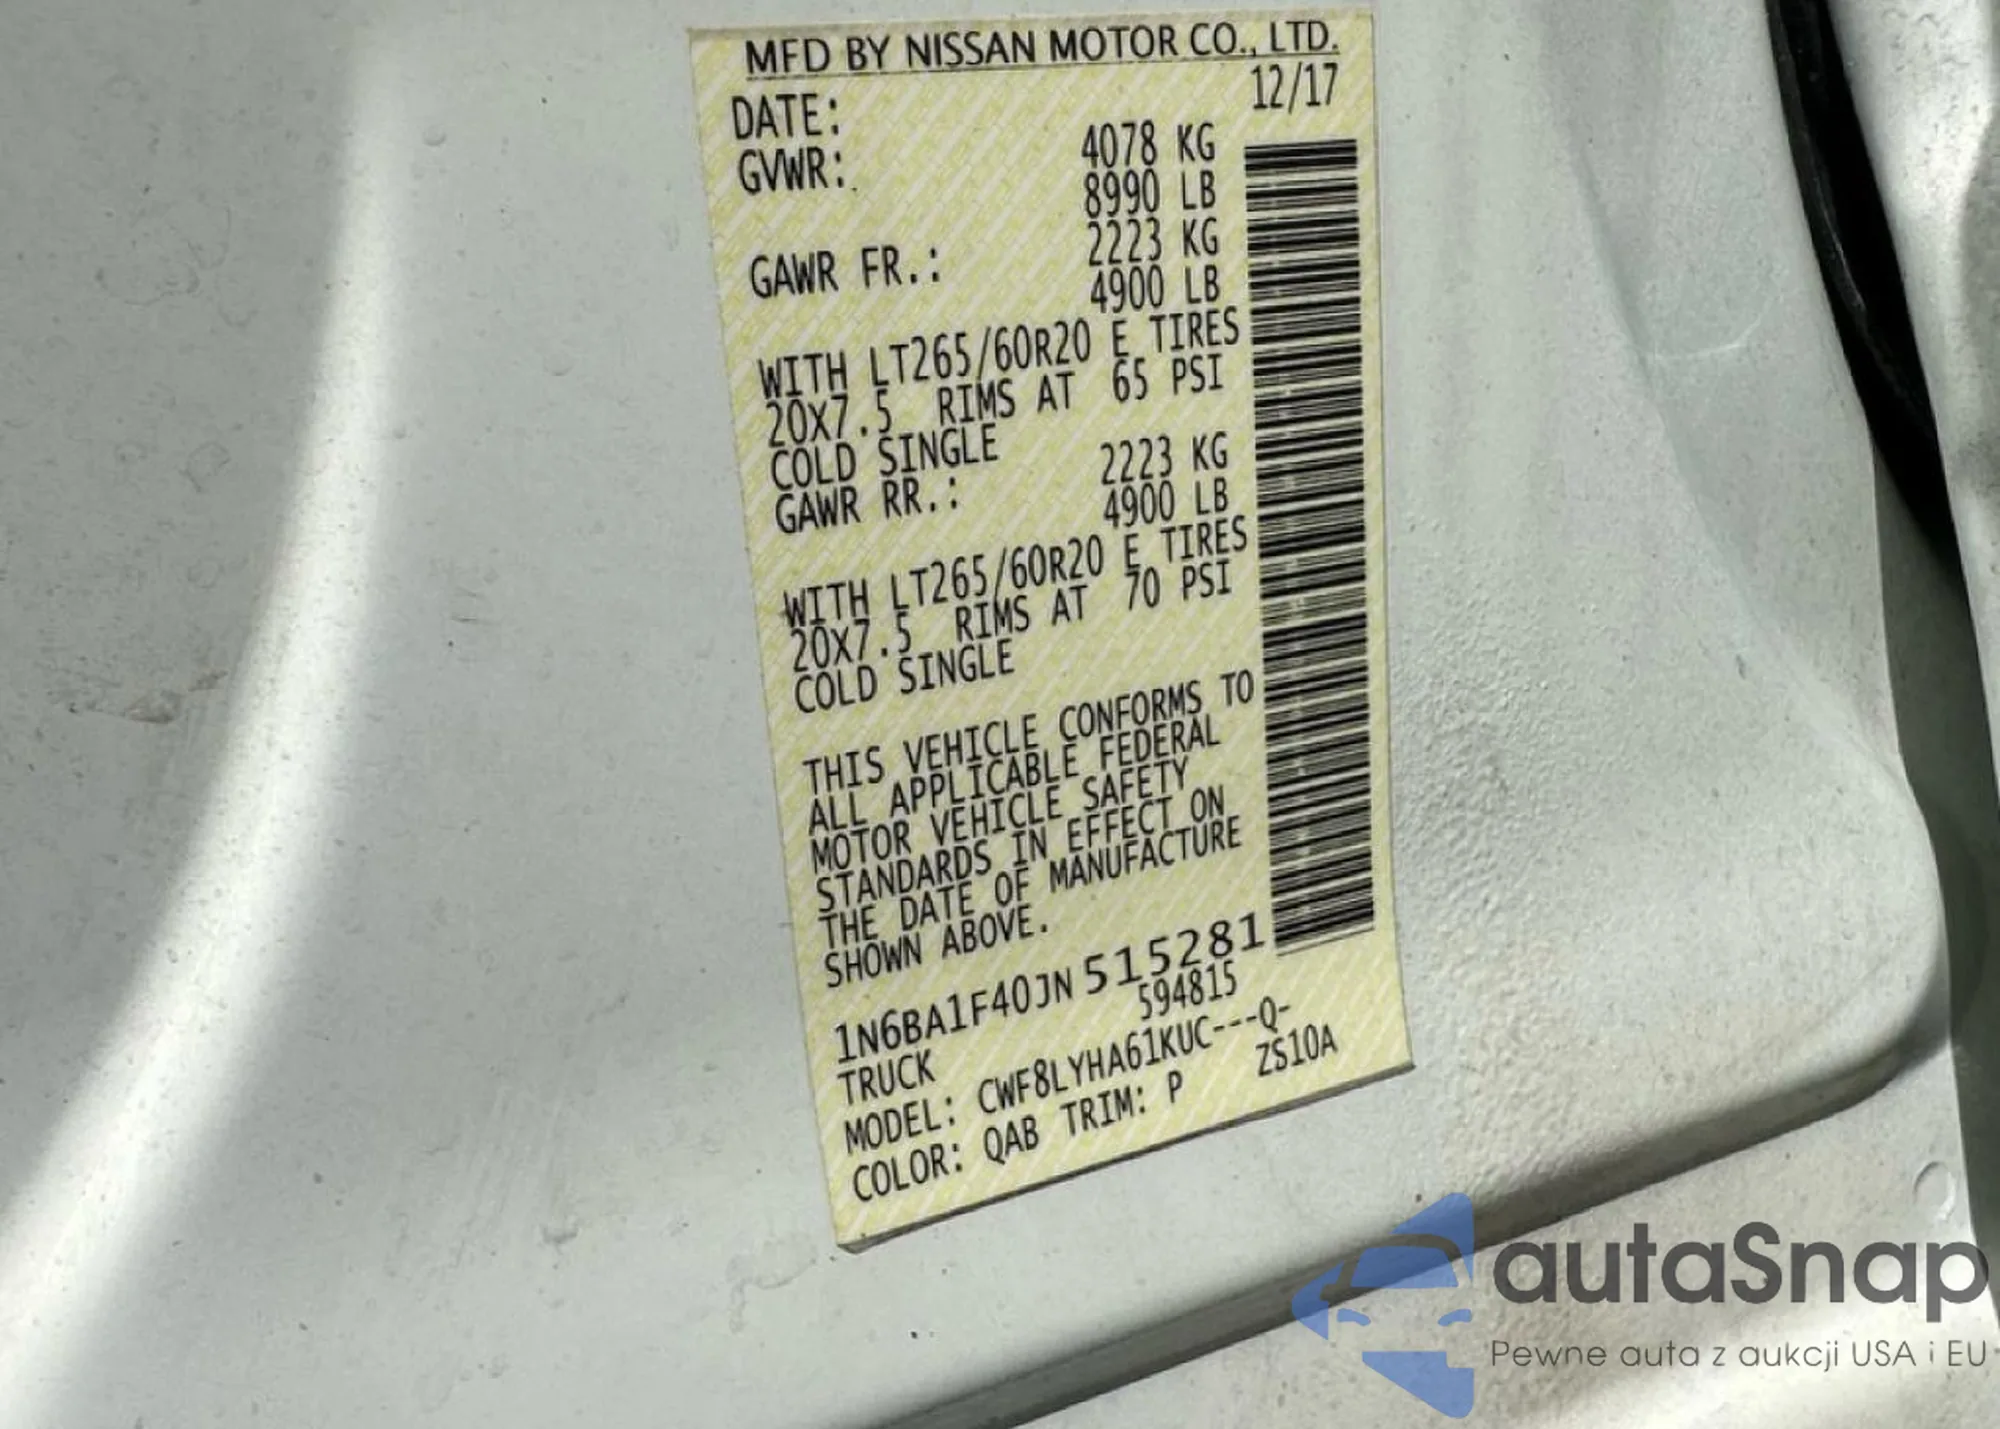 MFD BY NISSAN MOTOR CO., LTD.
DATE: 12/17
GVWR: 4078 KG
8990 LB
GAWR FR.: 2223 KG
4900 LB
WITH LT265/60R20 E TIRES
20X7.5 RIMS AT 65 PSI
COLD SINGLE
GAWR RR.: 2223 KG
4900 LB
WITH LT265/60R20 E TIRES
20X7.5 RIMS AT 70 PSI
COLD SINGLE
THIS VEHICLE CONFORMS TO
ALL APPLICABLE FEDERAL
MOTOR VEHICLE SAFETY
STANDARDS IN EFFECT ON
THE DATE OF MANUFACTURE
SHOWN ABOVE.
1N6BA1F40JN 515281
TRUCK 594815
MODEL: CWF8LYHA61KUC---Q-
COLOR: QAB TRIM: P ZS10A
autaSnap
Pewne auta z aukcji USA i EU